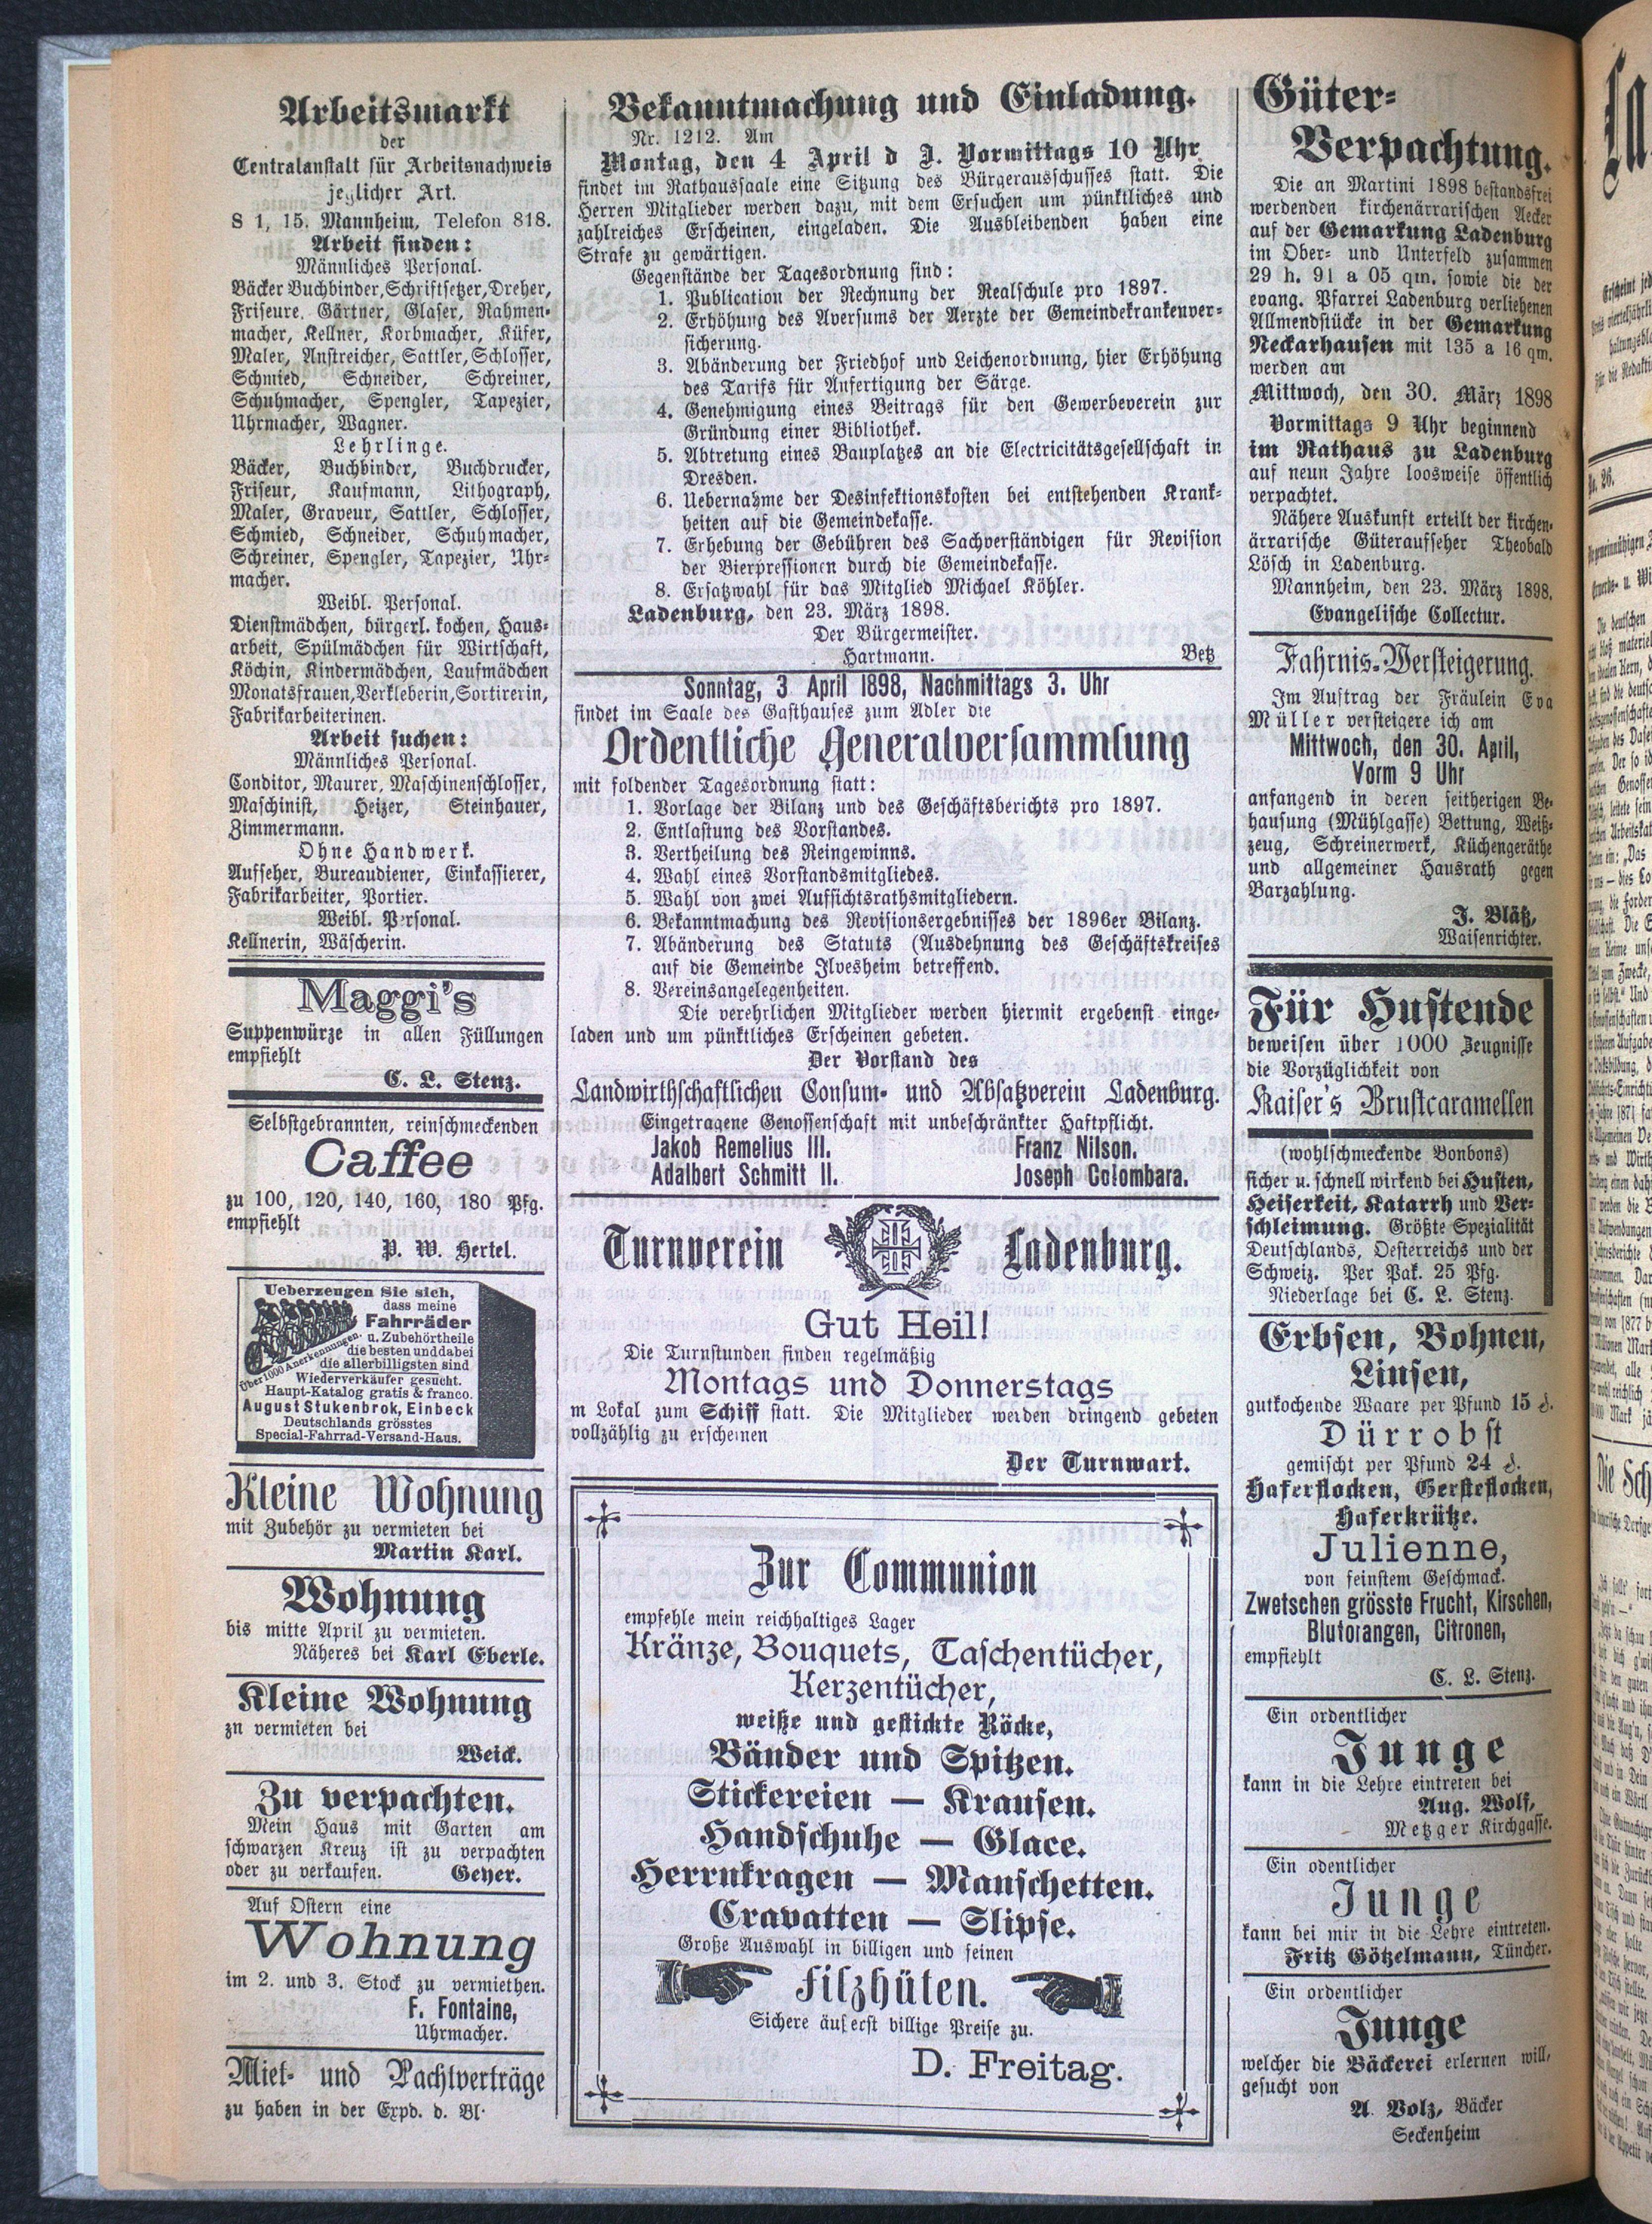 Arbeitsmarkt
der
Centralanstalt für Arbeitsnachweis
jeglicher Art.
S 1, 15. Mannheim, Telefon 818.
Arbeit finden:
Männliches Personal.
Bäcker Buchbinder, Schriftsetzer, Dreher,
Friseure, Gärtner, Glaser, Rahmen-
macher, Kellner, Korbmacher, Küfer,
Maler, Anstreicher, Sattler, Schlosser,
Schmied, Schneider, Schreiner,
Schuhmacher, Spengler, Tapezier,
Uhrmacher, Wagner.
Lehrlinge.
Bäcker, Buchbinder, Buchdrucker,
Friseur, Kaufmann, Lithograph,
Maler, Graveur, Sattler, Schlosser,
Schmied, Schneider, Schuhmacher,
Schreiner, Spengler, Tapezier, Uhr-
macher.
Weibl. Personal.
Dienstmädchen, bürgerl. kochen, Haus-
arbeit, Spülmädchen für Wirtschaft,
Köchin, Kindermädchen, Laufmädchen
Monatsfrauen, Verkleberin, Sortirerin,
Fabrikarbeiterinen.
Arbeit suchen:
Männliches Personal.
Conditor, Maurer, Maschinenschlosser,
Maschinist, Heizer, Steinhauer,
Zimmermann.
Ohne Handwerk.
Aufseher, Bureaudiener, Einkassierer,
Fabrikarbeiter, Portier.
Weibl. Personal.
Kellnerin, Wäscherin.
Maggi's
Suppenwürze in allen Füllungen
empfiehlt
C. L. Stenz.
Selbstgebrannten, reinschmeckenden
Caffee
zu 100, 120, 140, 160, 180 Pfg.
empfiehlt
P. W. Hertel.
Ueberzeugen Sie sich,
dass meine
Fahrräder
u. Zubehörtheile
die besten und dabei
die allerbilligsten sind
Über 1000 Anerkennungen.
Wiederverkäufer gesucht.
Haupt-Katalog gratis & franco.
August Stukenbrok, Einbeck
Deutschlands grösstes
Special-Fahrrad-Versand-Haus.
Kleine Wohnung
mit Zubehör zu vermieten bei
Martin Karl.
Wohnung
bis mitte April zu vermieten.
Näheres bei Karl Eberle.
Kleine Wohnung
zu vermieten bei
Weick.
Zu verpachten.
Mein Haus mit Garten am
schwarzen Kreuz ist zu verpachten
oder zu verkaufen. Geyer.
Auf Ostern eine
Wohnung
im 2. und 3. Stock zu vermiethen.
F. Fontaine,
Uhrmacher.
Miet- und Pachtverträge
zu haben in der Expd. d. Bl.
Bekanntmachung und Einladung.
Nr. 1212. Am
Montag, den 4 April d J. Vormittags 10 Uhr
findet im Rathaussaale eine Sitzung des Bürgerausschusses statt. Die
Herren Mitglieder werden dazu, mit dem Ersuchen um pünktliches und
zahlreiches Erscheinen, eingeladen. Die Ausbleibenden haben eine
Strafe zu gewärtigen.
Gegenstände der Tagesordnung sind:
1. Publication der Rechnung der Realschule pro 1897.
2. Erhöhung des Aversums der Aerzte der Gemeindekrankenver-
sicherung.
3. Abänderung der Friedhof und Leichenordnung, hier Erhöhung
des Tarifs für Anfertigung der Särge.
4. Genehmigung eines Beitrags für den Gewerbeverein zur
Gründung einer Bibliothek.
5. Abtretung eines Bauplatzes an die Electricitätsgesellschaft in
Dresden.
6. Uebernahme der Desinfektionskosten bei entstehenden Krank-
heiten auf die Gemeindekasse.
7. Erhebung der Gebühren des Sachverständigen für Revision
der Bierpressionen durch die Gemeindekasse.
8. Ersatzwahl für das Mitglied Michael Köhler.
Ladenburg, den 23. März 1898.
Der Bürgermeister.
Hartmann. Betz
Sonntag, 3 April 1898, Nachmittags 3. Uhr
findet im Saale des Gasthauses zum Adler die
Ordentliche Generalversammlung
mit foldender Tagesordnung statt:
1. Vorlage der Bilanz und des Geschäftsberichts pro 1897.
2. Entlastung des Vorstandes.
3. Vertheilung des Reingewinns.
4. Wahl eines Vorstandsmitgliedes.
5. Wahl von zwei Aufsichtsrathsmitgliedern.
6. Bekanntmachung des Revisionsergebnisses der 1896er Bilanz.
7. Abänderung des Statuts (Ausdehnung des Geschäftskreises
auf die Gemeinde Ilvesheim betreffend.
8. Vereinsangelegenheiten.
Die verehrlichen Mitglieder werden hiermit ergebenst einge-
laden und um pünktliches Erscheinen gebeten.
Der Vorstand des
Landwirthschaftlichen Consum- und Absatzverein Ladenburg.
Eingetragene Genossenschaft mit unbeschränkter Haftpflicht.
Jakob Remelius III. Franz Nilson.
Adalbert Schmitt II. Joseph Colombara.
Turnverein Ladenburg.
Gut Heil!
Die Turnstunden finden regelmäßig
Montags und Donnerstags
m Lokal zum Schiff statt. Die Mitglieder werden dringend gebeten
vollzählig zu erscheinen
Der Turnwart.
Zur Communion
empfehle mein reichhaltiges Lager
Kränze, Bouquets, Taschentücher,
Kerzentücher,
weiße und gestickte Röcke,
Bänder und Spitzen.
Stickereien — Krausen.
Handschuhe — Glace.
Herrnkragen — Manschetten.
Cravatten — Slipse.
Große Auswahl in billigen und feinen
Filzhüten.
Sichere äußerst billige Preise zu.
D. Freitag.
Güter-
Verpachtung.
Die an Martini 1898 bestandsfrei
werdenden kirchenärrarischen Aecker
auf der Gemarkung Ladenburg
im Ober- und Unterfeld zusammen
29 h. 91 a 05 qm. sowie die der
evang. Pfarrei Ladenburg verliehenen
Allmendstücke in der Gemarkung
Neckarhausen mit 135 a 16 qm.
werden am
Mittwoch, den 30. März 1898
Vormittags 9 Uhr beginnend
im Rathaus zu Ladenburg
auf neun Jahre loosweise öffentlich
verpachtet.
Nähere Auskunft erteilt der kirchen-
ärrarische Güteraufseher Theobald
Lösch in Ladenburg.
Mannheim, den 23. März 1898.
Evangelische Collectur.
Fahrnis-Versteigerung.
Im Auftrag der Fräulein Eva
Müller versteigere ich am
Mittwoch, den 30. April,
Vorm 9 Uhr
anfangend in deren seitherigen Be-
hausung (Mühlgasse) Bettung, Weiß-
zeug, Schreinerwerk, Küchengeräthe
und allgemeiner Hausrath gegen
Barzahlung.
J. Bläß,
Waisenrichter.
Für Hustende
beweisen über 1000 Zeugnisse
die Vorzüglichkeit von
Kaiser's Brustcaramellen
(wohlschmeckende Bonbons)
sicher u. schnell wirkend bei Husten,
Heiserkeit, Katarrh und Ver-
schleimung. Größte Spezialität
Deutschlands, Oesterreichs und der
Schweiz. Per Pak. 25 Pfg.
Niederlage bei C. L. Stenz.
Erbsen, Bohnen,
Linsen,
gutkochende Waare per Pfund 15 ₰.
Dürrobst
gemischt per Pfund 24 ₰.
Haferflocken, Gersteflocken,
Haferkrütze.
Julienne,
von feinstem Geschmack.
Zwetschen grösste Frucht, Kirschen,
Blutorangen, Citronen,
empfiehlt
C. L. Stenz.
Ein ordentlicher
Junge
kann in die Lehre eintreten bei
Aug. Wolf,
Metzger Kirchgasse.
Ein odentlicher
Junge
kann bei mir in die Lehre eintreten.
Fritz Götzelmann, Tüncher.
Ein ordentlicher
Junge
welcher die Bäckerei erlernen will,
gesucht von
A. Volz, Bäcker
Seckenheim
No. 26.